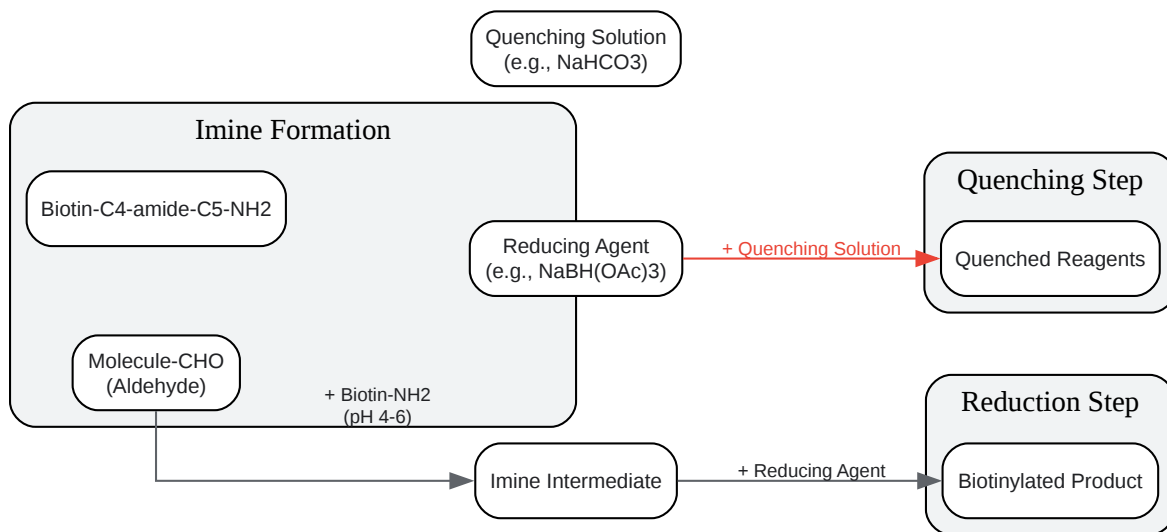 Quenching Solution
(e.g., NaHCO3)
Imine Formation
Biotin-C4-amide-C5-NH2
Quenching Step
Reducing Agent
(e.g., NaBH(OAc)3)
+ Quenching Solution
Quenched Reagents
Molecule-CHO
(Aldehyde)
+ Biotin-NH2
(pH 4-6)
Reduction Step
Imine Intermediate
+ Reducing Agent
Biotinylated Product